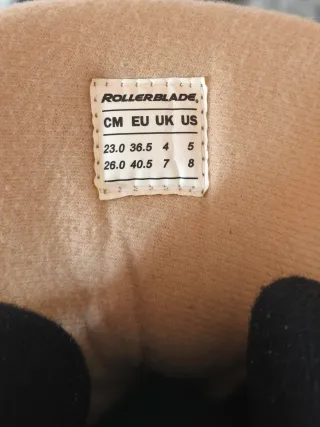 ROLLERBLADE
CM EU UK US
23.0 36.5 4 5
26.0 40.5 7 8